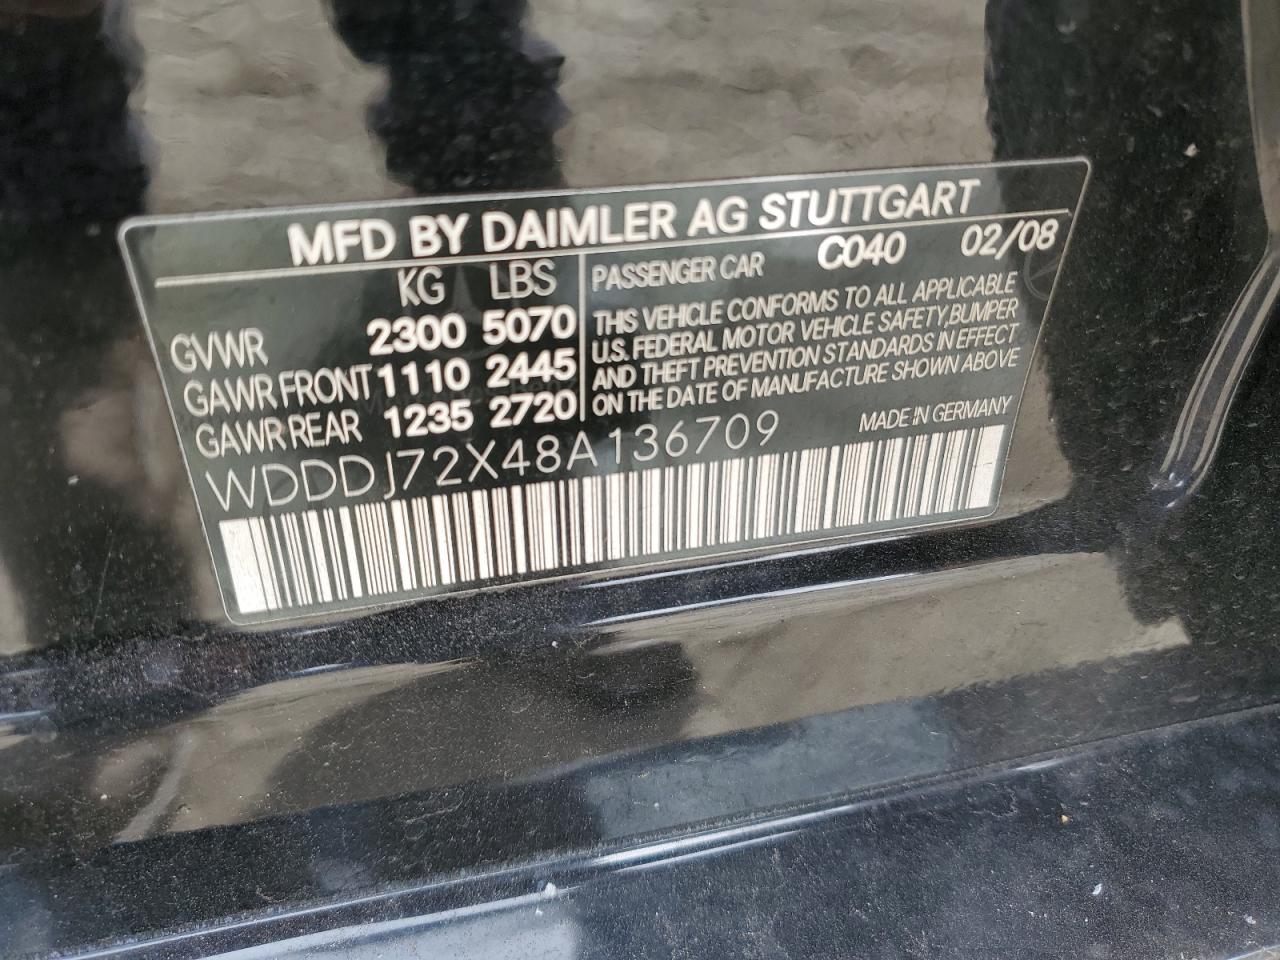 MFD BY DAIMLER AG STUTTGART
KG LBS
GVWR 2300 5070
GAWR FRONT 1110 2445
GAWR REAR 1235 2720
PASSENGER CAR C040 02/08
THIS VEHICLE CONFORMS TO ALL APPLICABLE
U.S. FEDERAL MOTOR VEHICLE SAFETY,BUMPER
AND THEFT PREVENTION STANDARDS IN EFFECT
ON THE DATE OF MANUFACTURE SHOWN ABOVE
WDDDJ72X48A136709 MADE IN GERMANY